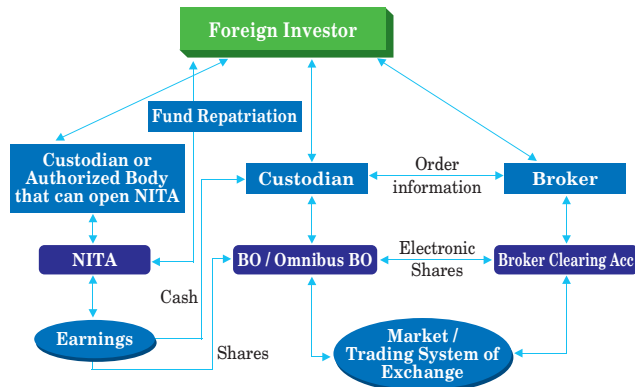 Foreign Investor
Fund Repatriation
Custodian or
Authorized Body
that can open NITA
Custodian
Order
information
Broker
NITA
BO / Omnibus BO
Electronic
Shares
Broker Clearing Acc
Cash
Earnings
Shares
Market /
Trading System of
Exchange